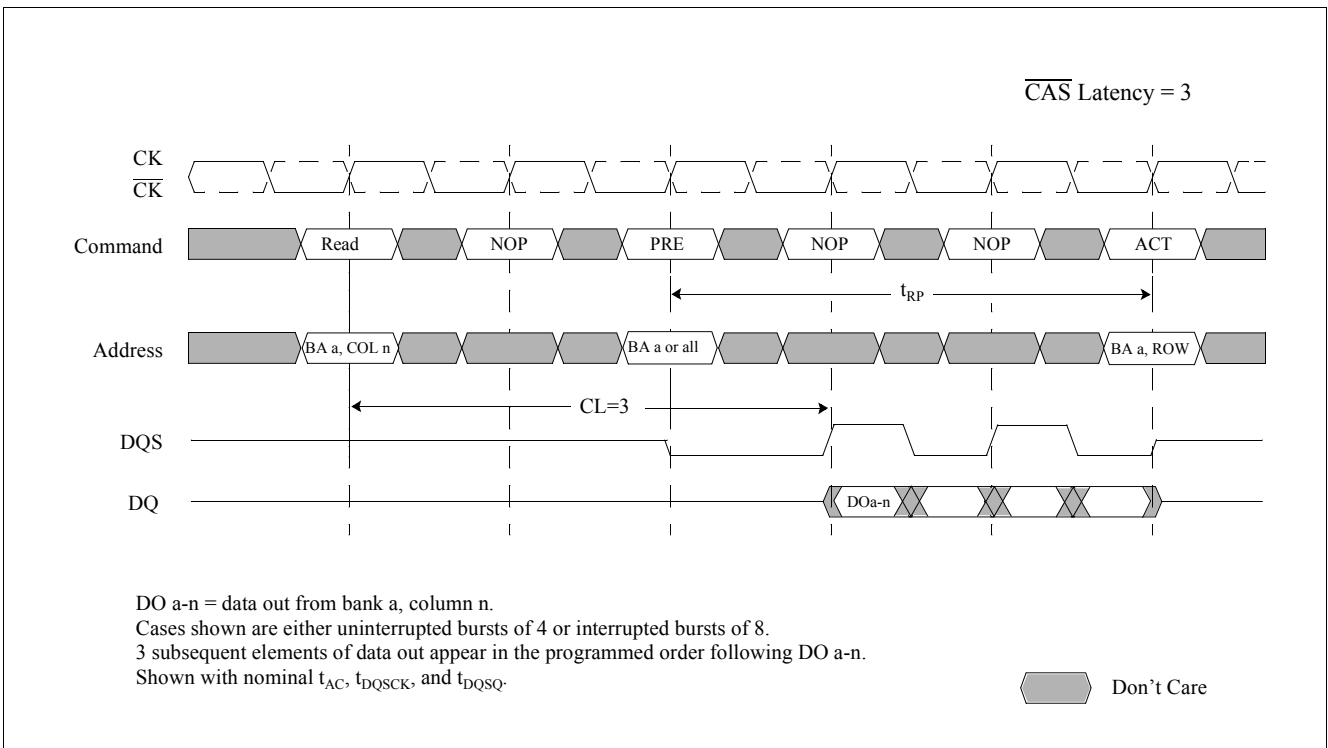 CAS Latency = 3
CK
CK
Command
Read
NOP
PRE
NOP
NOP
ACT
tRP
Address
BA a, COL n
BA a or all
BA a, ROW
CL=3
DQS
DQ
DOa-n
DO a-n = data out from bank a, column n.
Cases shown are either uninterrupted bursts of 4 or interrupted bursts of 8.
3 subsequent elements of data out appear in the programmed order following DO a-n.
Shown with nominal tAC, tDQSCK, and tDQSQ.
Don't Care